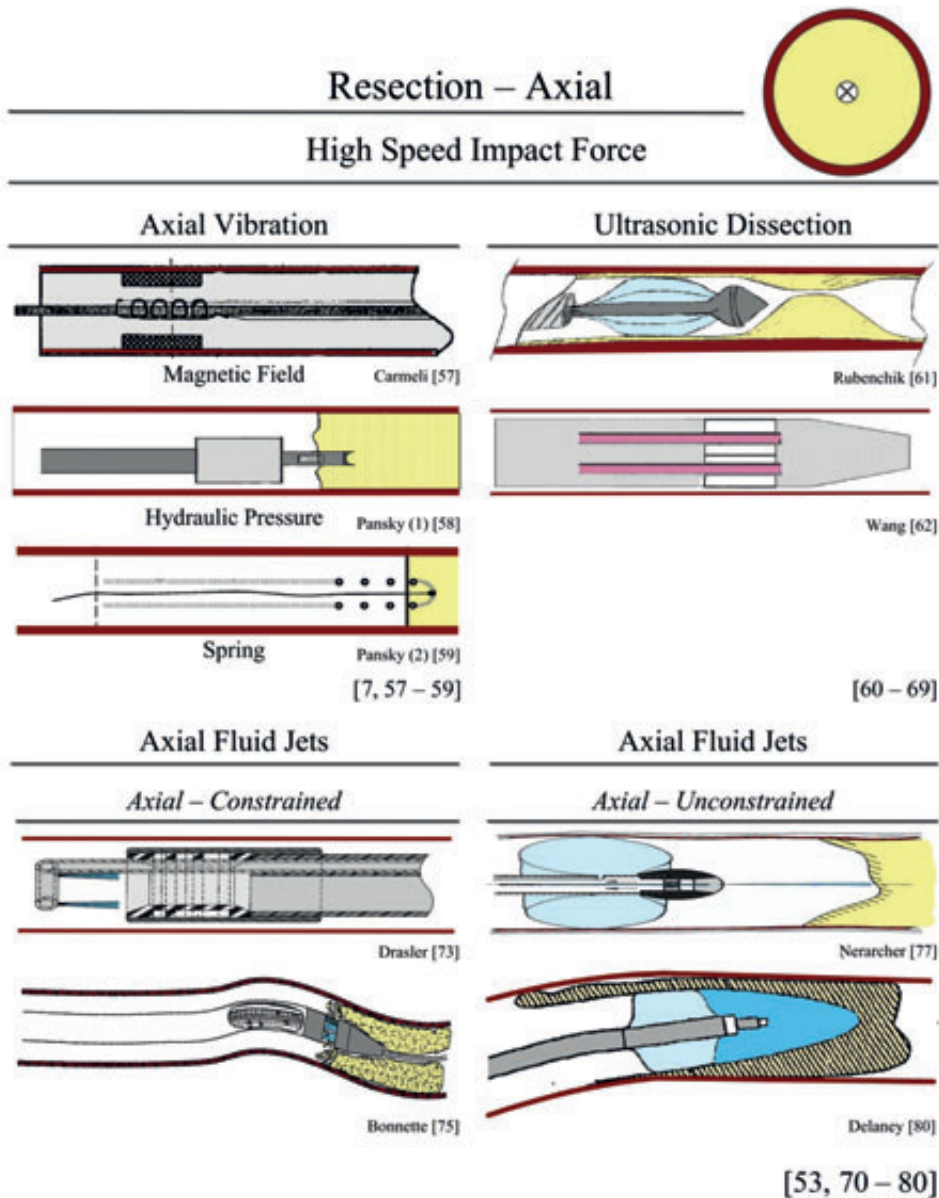 Resection – Axial
High Speed Impact Force
Axial Vibration
Magnetic Field
Carmeli [57]
Hydraulic Pressure
Pansky (1) [58]
Spring
Pansky (2) [59]
[7, 57 – 59]
Ultrasonic Dissection
Rubenchik [61]
Wang [62]
[60 – 69]
Axial Fluid Jets
Axial – Constrained
Drasler [73]
Bonnette [75]
Axial Fluid Jets
Axial – Unconstrained
Nerarcher [77]
Delaney [80]
[53, 70 – 80]